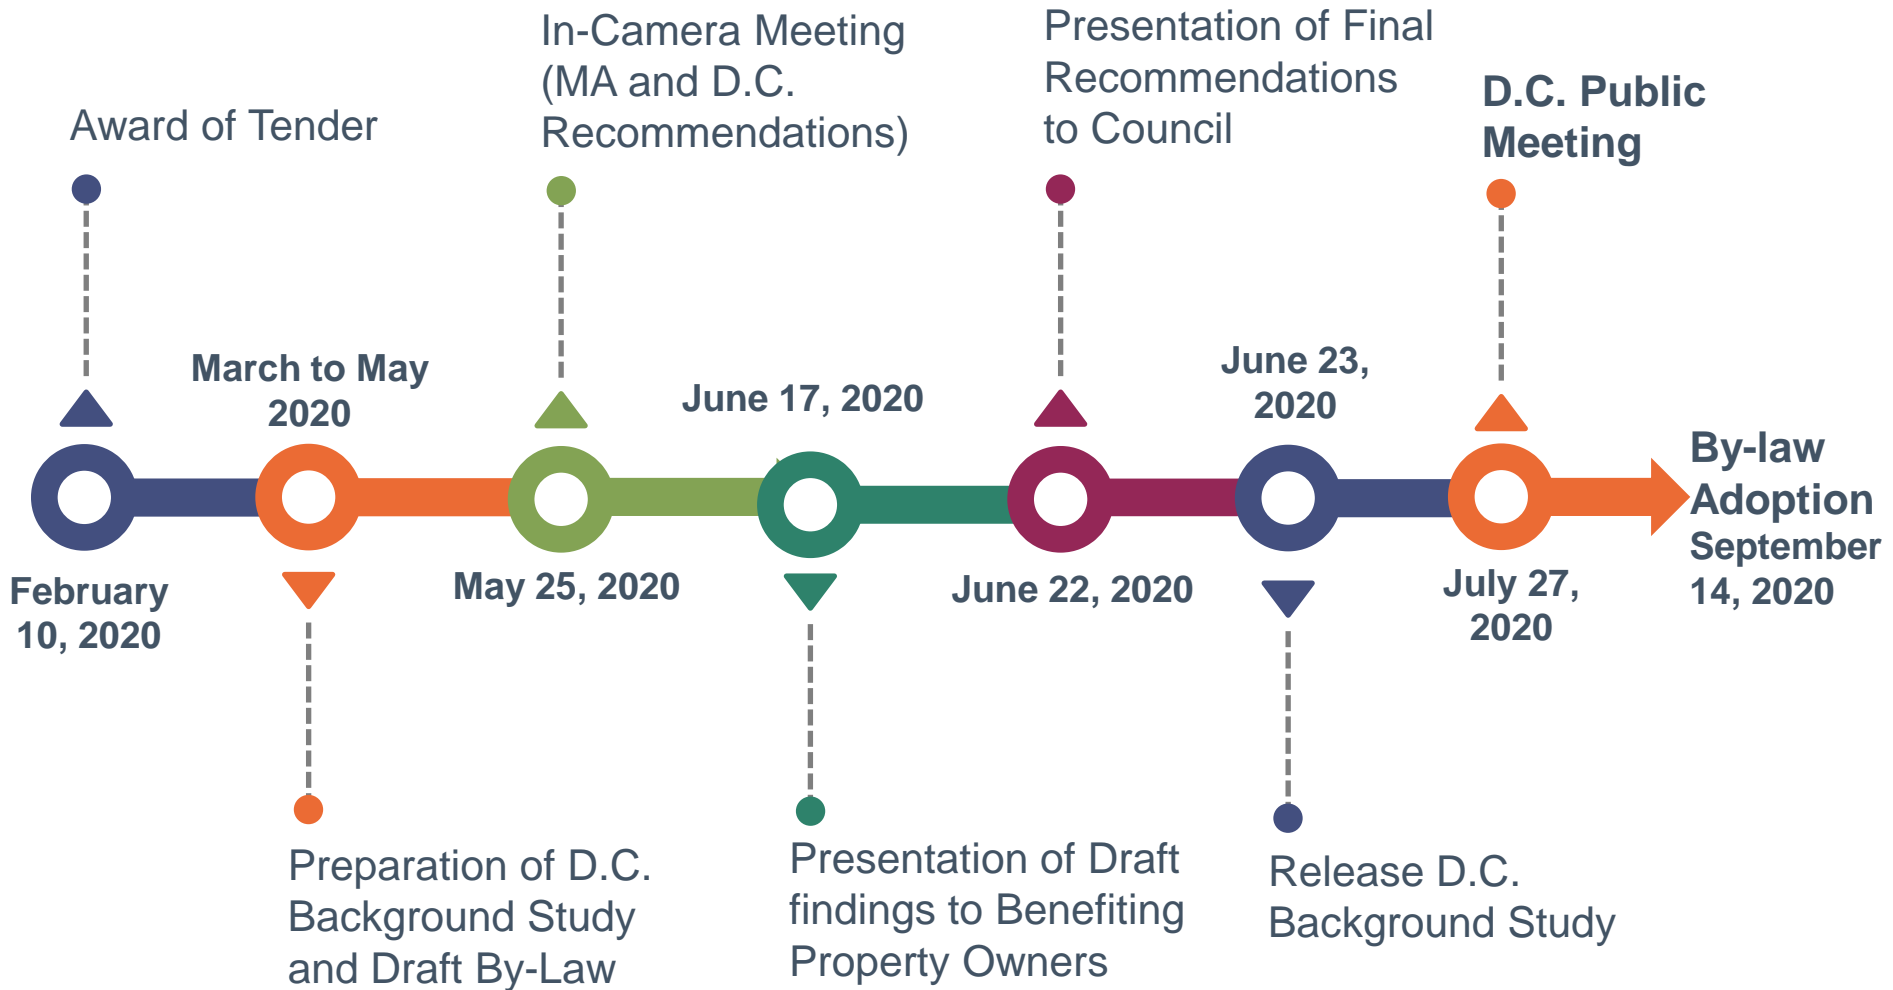 Award of Tender
In-Camera Meeting
(MA and D.C.
Recommendations)
Presentation of Final
Recommendations
to Council
D.C. Public
Meeting
March to May
2020
June 17, 2020
June 23,
2020
By-law
Adoption
September
14, 2020
February
10, 2020
May 25, 2020
June 22, 2020
July 27,
2020
Preparation of D.C.
Background Study
and Draft By-Law
Presentation of Draft
findings to Benefiting
Property Owners
Release D.C.
Background Study